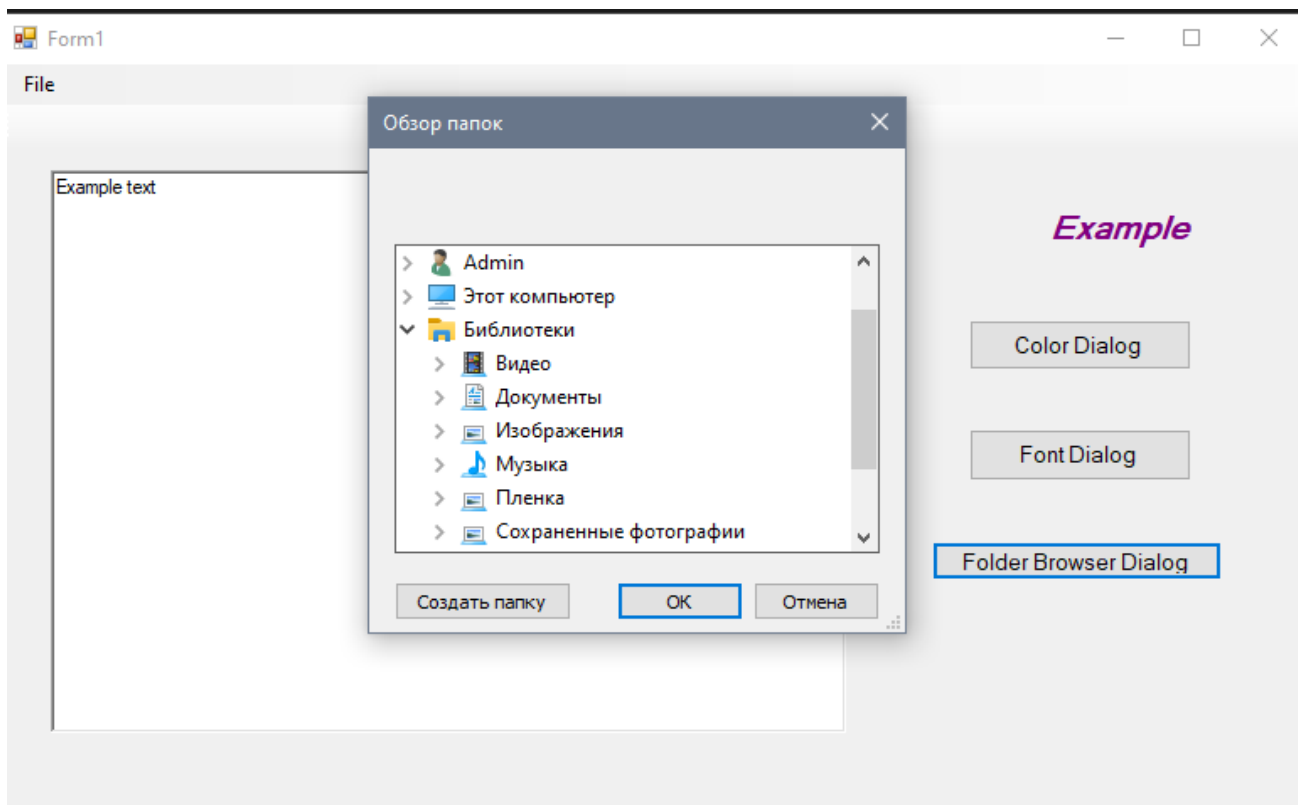 Form1
File
Обзор папок
Example text
Example
Admin
Этот компьютер
Библиотеки
Видео
Документы
Изображения
Музыка
Пленка
Сохраненные фотографии
Color Dialog
Font Dialog
Folder Browser Dialog
Создать папку
ОК
Отмена